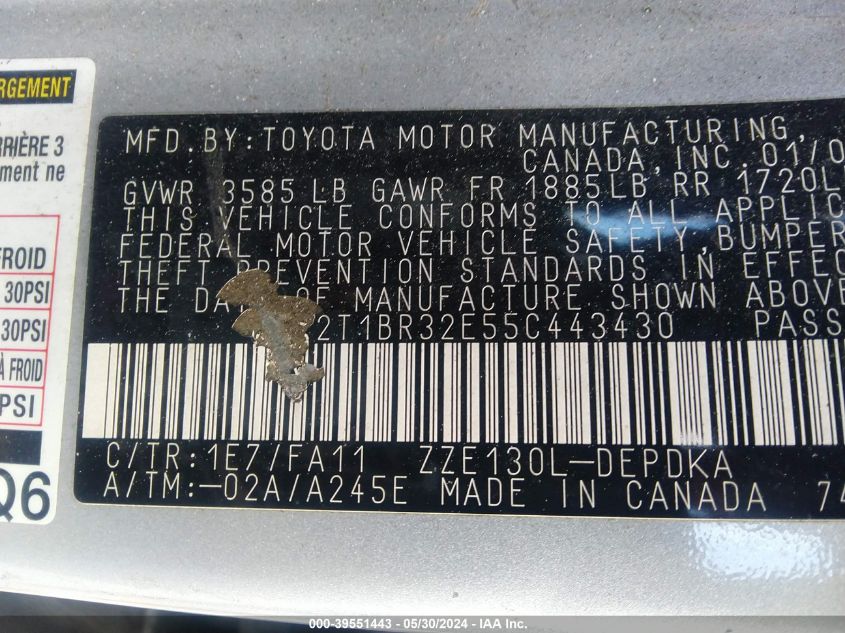 RGEMENT
RRIÈRE 3
ment ne
FROID
30PSI
30PSI
À FROID
PSI
Q6
MFD.BY:TOYOTA MOTOR MANUFACTURING,
CANADA,INC.01/0
GVWR 3585LB GAWR FR 1885LB,RR 1720L
THIS VEHICLE CONFORMS TO ALL APPLIC
FEDERAL MOTOR VEHICLE SAFETY,BUMPER
THEFT PREVENTION STANDARDS IN EFFEC
THE DA OF MANUFACTURE SHOWN ABOVE
2T1BR32E55C443430 PASS
C/TR:1E7/FA11 ZZE130L-DEPDKA
A/TM:-02A/A245E MADE IN CANADA 74
000-39551443 - 05/30/2024 - IAA Inc.